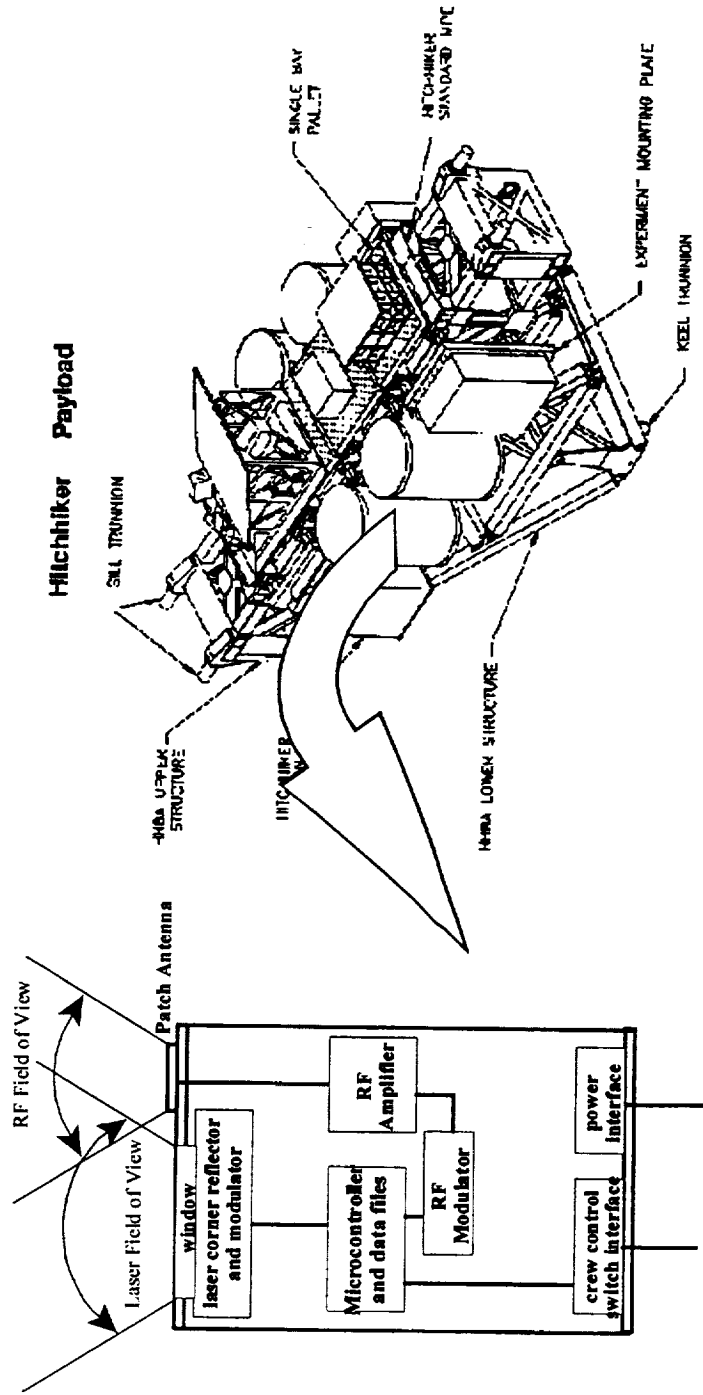 Hitchhiker Payload
SILL TRUNNION
SINGLE BAY
PALLET
HITCHHIKER
STANDARD
EXPERIMENT MOUNTING PLATE
KEEL TRUNNION
HHBA UPPER
STRUCTURE
HITCHHIKER
HHBA LOWER STRUCTURE
RF Field of View
Laser Field of View
Patch Antenna
window
laser corner reflector
and modulator
RF
Amplifier
Microcontroller
and data files
RF
Modulator
crew control
switch interface
power
interface